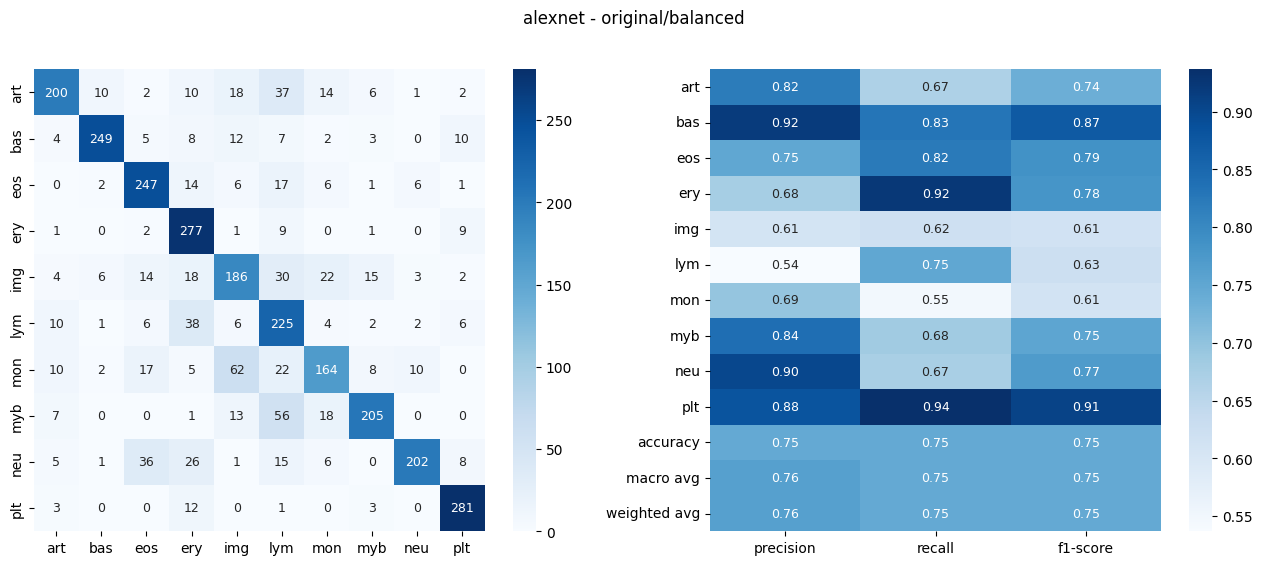 alexnet - original/balanced
art 200 10 2 10 18 37 14 6 1 2
bas 4 249 5 8 12 7 2 3 0 10
eos 0 2 247 14 6 17 6 1 6 1
ery 1 0 2 277 1 9 0 1 0 9
img 4 6 14 18 186 30 22 15 3 2
lym 10 1 6 38 6 225 4 2 2 6
mon 10 2 17 5 62 22 164 8 10 0
myb 7 0 0 1 13 56 18 205 0 0
neu 5 1 36 26 1 15 6 0 202 8
plt 3 0 0 12 0 1 0 3 0 281
art bas eos ery img lym mon myb neu plt
250
200
150
100
50
0
art 0.82 0.67 0.74
bas 0.92 0.83 0.87
eos 0.75 0.82 0.79
ery 0.68 0.92 0.78
img 0.61 0.62 0.61
lym 0.54 0.75 0.63
mon 0.69 0.55 0.61
myb 0.84 0.68 0.75
neu 0.90 0.67 0.77
plt 0.88 0.94 0.91
accuracy 0.75 0.75 0.75
macro avg 0.76 0.75 0.75
weighted avg 0.76 0.75 0.75
precision recall f1-score
0.90
0.85
0.80
0.75
0.70
0.65
0.60
0.55